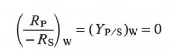 (R_P / -R_S)_W = (Y_P/S)_W = 0